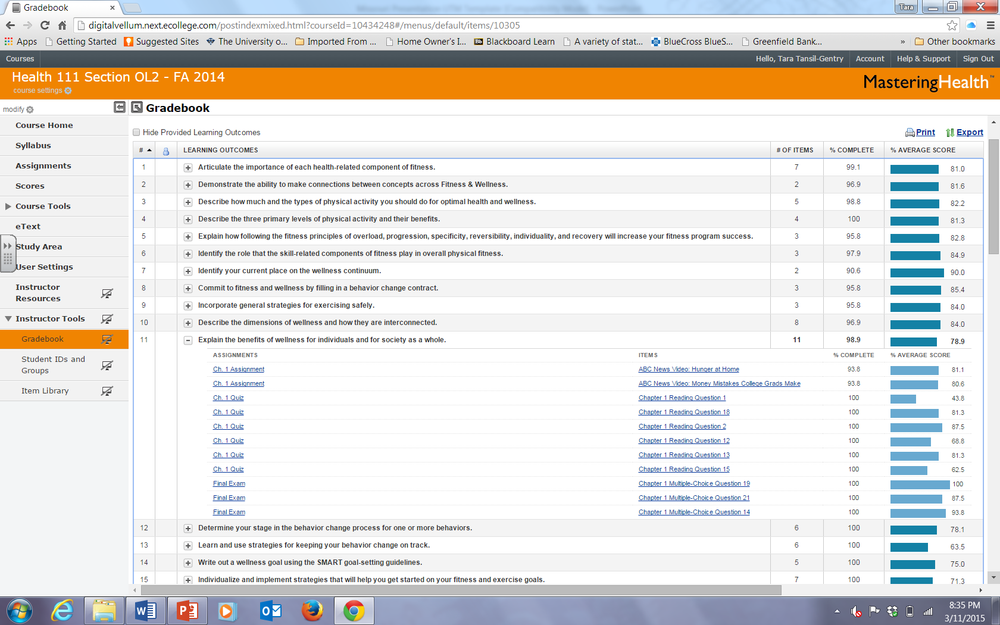 Gradebook
Tara
digitalvellum.next.ecollege.com/postindexmixed.html?courseId=10434248#/menus/default/items/10305
Apps Getting Started Suggested Sites The University o... Imported From ... Home Owner's I... Bb Blackboard Learn A variety of stat... BlueCross BlueS... Greenfield Bank... » Other bookmarks
Courses Hello, Tara Tansil-Gentry Account Help & Support Sign Out
Health 111 Section OL2 - FA 2014
course settings
MasteringHealth™
modify
Gradebook
Course Home
Syllabus
Assignments
Scores
Course Tools
eText
Study Area
User Settings
Instructor
Resources
Instructor Tools
Gradebook
Student IDs and
Groups
Item Library
Hide Provided Learning Outcomes Print Export
# LEARNING OUTCOMES # OF ITEMS % COMPLETE % AVERAGE SCORE
1 Articulate the importance of each health-related component of fitness. 7 99.1 81.0
2 Demonstrate the ability to make connections between concepts across Fitness & Wellness. 2 96.9 81.6
3 Describe how much and the types of physical activity you should do for optimal health and wellness. 5 98.8 82.2
4 Describe the three primary levels of physical activity and their benefits. 4 100 81.3
5 Explain how following the fitness principles of overload, progression, specificity, reversibility, individuality, and recovery will increase your fitness program success. 3 95.8 82.8
6 Identify the role that the skill-related components of fitness play in overall physical fitness. 3 97.9 84.9
7 Identify your current place on the wellness continuum. 2 90.6 90.0
8 Commit to fitness and wellness by filling in a behavior change contract. 3 95.8 85.4
9 Incorporate general strategies for exercising safely. 3 95.8 84.0
10 Describe the dimensions of wellness and how they are interconnected. 8 96.9 84.0
11 Explain the benefits of wellness for individuals and for society as a whole. 11 98.9 78.9
ASSIGNMENTS ITEMS % COMPLETE % AVERAGE SCORE
Ch. 1 Assignment ABC News Video: Hunger at Home 93.8 81.1
Ch. 1 Assignment ABC News Video: Money Mistakes College Grads Make 93.8 80.6
Ch. 1 Quiz Chapter 1 Reading Question 1 100 43.8
Ch. 1 Quiz Chapter 1 Reading Question 18 100 81.3
Ch. 1 Quiz Chapter 1 Reading Question 2 100 87.5
Ch. 1 Quiz Chapter 1 Reading Question 12 100 68.8
Ch. 1 Quiz Chapter 1 Reading Question 13 100 81.3
Ch. 1 Quiz Chapter 1 Reading Question 15 100 62.5
Final Exam Chapter 1 Multiple-Choice Question 19 100 100
Final Exam Chapter 1 Multiple-Choice Question 21 100 87.5
Final Exam Chapter 1 Multiple-Choice Question 14 100 93.8
12 Determine your stage in the behavior change process for one or more behaviors. 6 100 78.1
13 Learn and use strategies for keeping your behavior change on track. 6 100 63.5
14 Write out a wellness goal using the SMART goal-setting guidelines. 5 100 75.0
15 Individualize and implement strategies that will help you get started on your fitness and exercise goals. 7 100 71.3
8:35 PM
3/11/2015